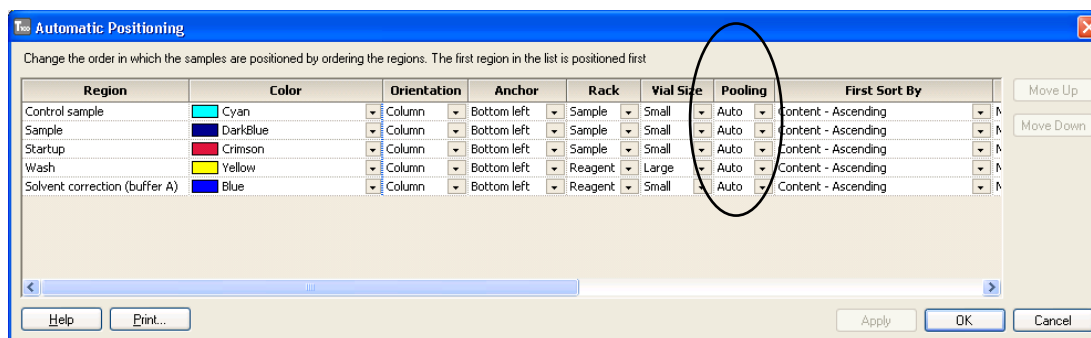 T100 Automatic Positioning
Change the order in which the samples are positioned by ordering the regions. The first region in the list is positioned first
Region Color Orientation Anchor Rack Vial Size Pooling First Sort By
Control sample Cyan Column Bottom left Sample Small Auto Content - Ascending
Sample DarkBlue Column Bottom left Sample Small Auto Content - Ascending
Startup Crimson Column Bottom left Sample Small Auto Content - Ascending
Wash Yellow Column Bottom left Reagent Large Auto Content - Ascending
Solvent correction (buffer A) Blue Column Bottom left Reagent Small Auto Content - Ascending
Move Up
Move Down
Help Print... Apply OK Cancel